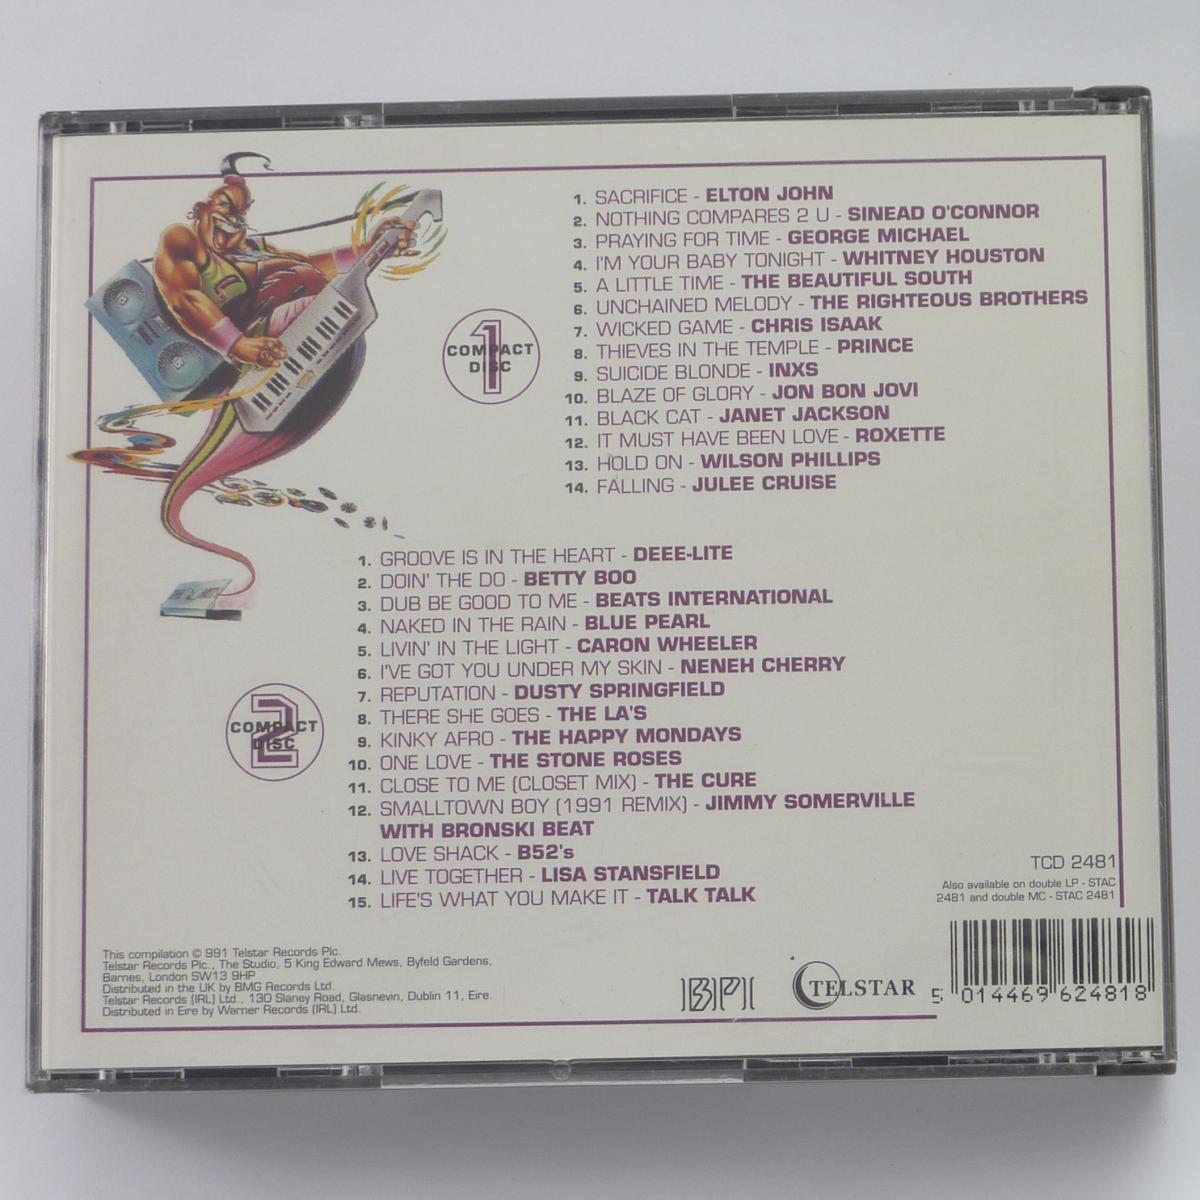 1. SACRIFICE - ELTON JOHN
2. NOTHING COMPARES 2 U - SINEAD O'CONNOR
3. PRAYING FOR TIME - GEORGE MICHAEL
4. I'M YOUR BABY TONIGHT - WHITNEY HOUSTON
5. A LITTLE TIME - THE BEAUTIFUL SOUTH
6. UNCHAINED MELODY - THE RIGHTEOUS BROTHERS
7. WICKED GAME - CHRIS ISAAK
8. THIEVES IN THE TEMPLE - PRINCE
9. SUICIDE BLONDE - INXS
10. BLAZE OF GLORY - JON BON JOVI
11. BLACK CAT - JANET JACKSON
12. IT MUST HAVE BEEN LOVE - ROXETTE
13. HOLD ON - WILSON PHILLIPS
14. FALLING - JULEE CRUISE
COMPACT
1
DISC
1. GROOVE IS IN THE HEART - DEEE-LITE
2. DOIN' THE DO - BETTY BOO
3. DUB BE GOOD TO ME - BEATS INTERNATIONAL
4. NAKED IN THE RAIN - BLUE PEARL
5. LIVIN' IN THE LIGHT - CARON WHEELER
6. I'VE GOT YOU UNDER MY SKIN - NENEH CHERRY
7. REPUTATION - DUSTY SPRINGFIELD
8. THERE SHE GOES - THE LA'S
9. KINKY AFRO - THE HAPPY MONDAYS
10. ONE LOVE - THE STONE ROSES
11. CLOSE TO ME (CLOSET MIX) - THE CURE
12. SMALLTOWN BOY (1991 REMIX) - JIMMY SOMERVILLE
WITH BRONSKI BEAT
13. LOVE SHACK - B52's
14. LIVE TOGETHER - LISA STANSFIELD
15. LIFE'S WHAT YOU MAKE IT - TALK TALK
COMPACT
2
DISC
TCD 2481
Also available on double LP - STAC
2481 and double MC - STAC 2481
This compilation © 991 Telstar Records Plc.
Telstar Records Plc., The Studio, 5 King Edward Mews, Byfeld Gardens,
Barnes, London SW13 9HP
Distributed in the UK by BMG Records Ltd.
Telstar Records (IRL) Ltd., 130 Slaney Road, Glasnevin, Dublin 11, Eire.
Distributed in Eire by Warner Records (IRL) Ltd.
BPI
TELSTAR
5 014469 624818